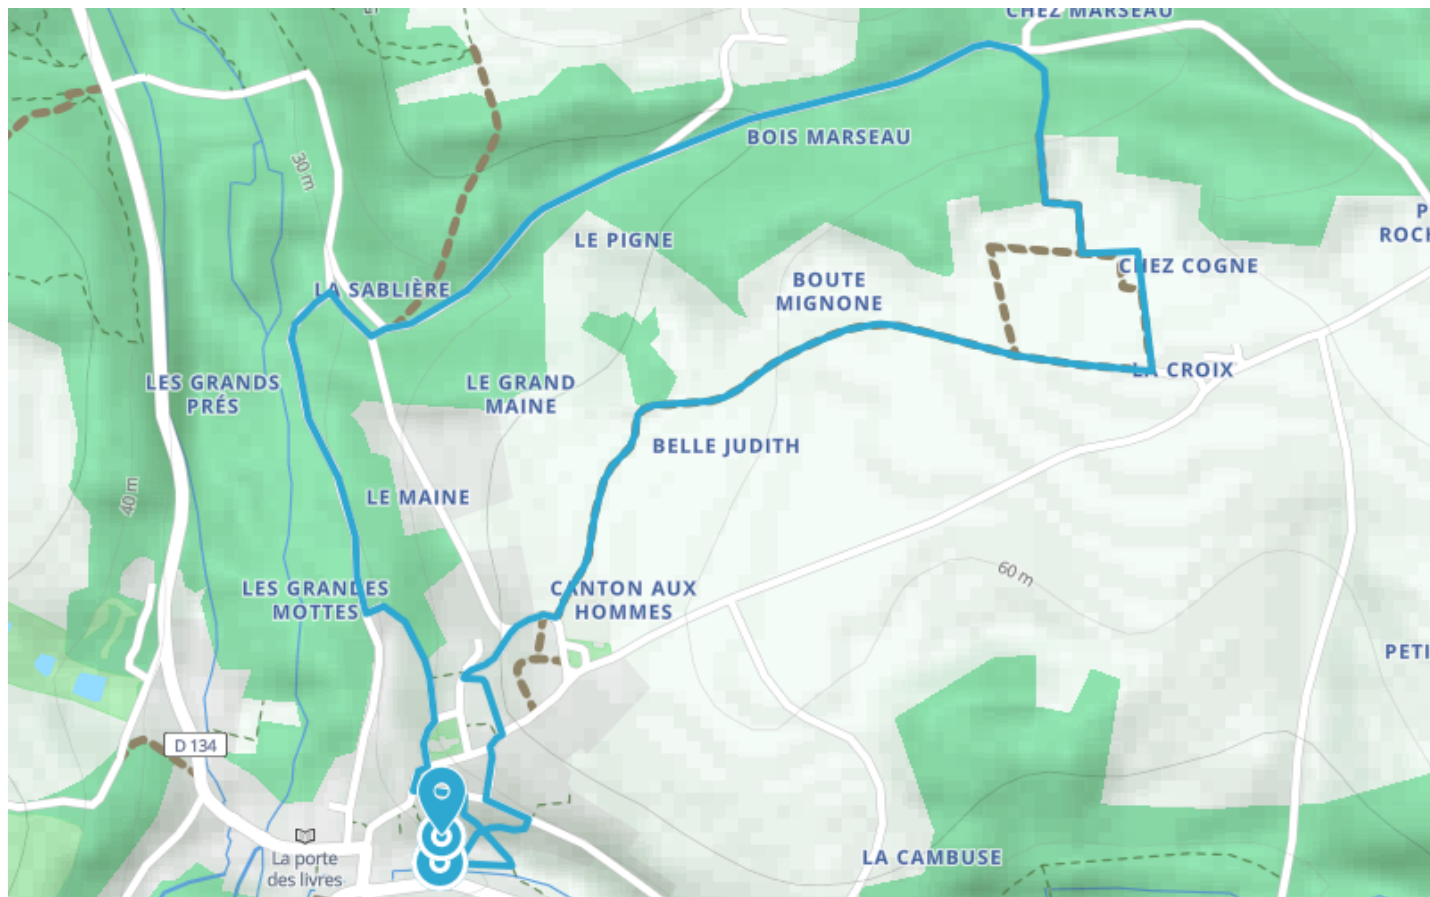 CHEZ MARSEAU
BOIS MARSEAU
30 m
LE PIGNE
CHEZ COGNE
LA SABLIÈRE
BOUTE
MIGNONE
LA CROIX
LES GRANDS
PRÉS
LE GRAND
MAINE
BELLE JUDITH
LE MAINE
40 m
60 m
LES GRANDES
MOTTES
CANTON AUX
HOMMES
D 134
La porte
des livres
LA CAMBUSE